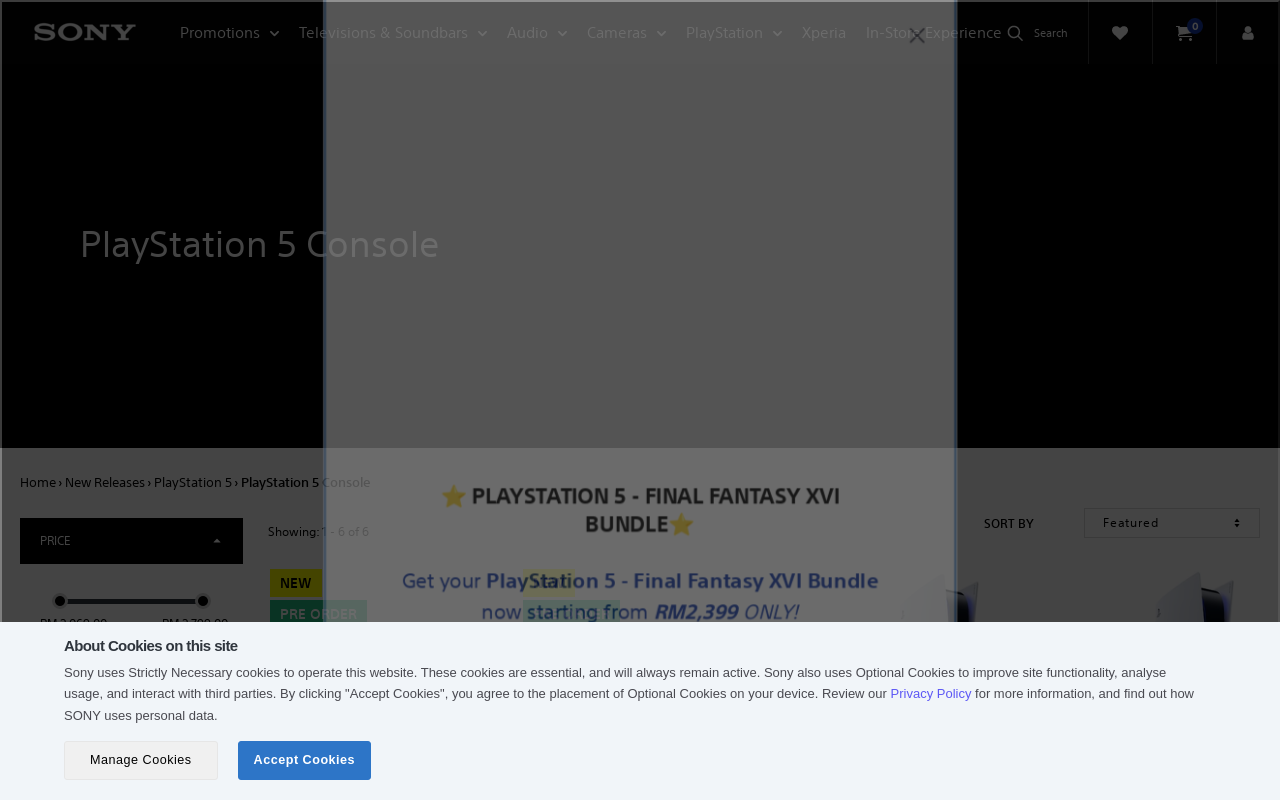 SONY
Promotions
Televisions & Soundbars
Audio
Cameras
PlayStation
Xperia
In-Store Experience
Search
0
PlayStation 5 Console
Home › New Releases › PlayStation 5 › PlayStation 5 Console
PRICE
Showing: 1 - 6 of 6
SORT BY
Featured
NEW
PRE ORDER
⭐ PLAYSTATION 5 - FINAL FANTASY XVI
BUNDLE⭐
Get your PlayStation 5 - Final Fantasy XVI Bundle
now starting from RM2,399 ONLY!
About Cookies on this site
Sony uses Strictly Necessary cookies to operate this website. These cookies are essential, and will always remain active. Sony also uses Optional Cookies to improve site functionality, analyse
usage, and interact with third parties. By clicking "Accept Cookies", you agree to the placement of Optional Cookies on your device. Review our Privacy Policy for more information, and find out how
SONY uses personal data.
Manage Cookies
Accept Cookies